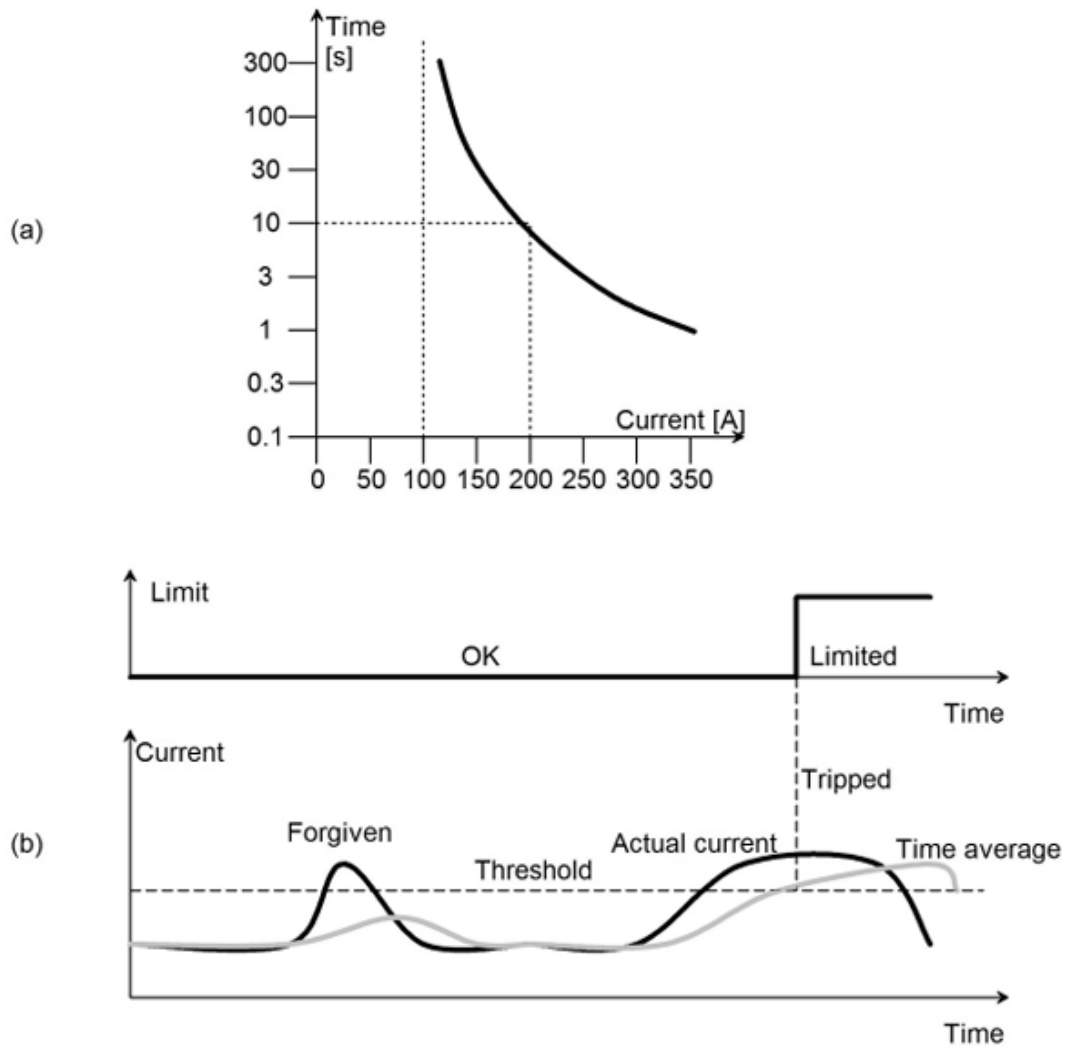 Time
[s]
300
100
30
(a)
10
3
1
0.3
Current [A]
0.1
0 50 100 150 200 250 300 350
Limit
OK
Limited
Time
Current
Tripped
(b)
Forgiven
Actual current
Time average
Threshold
Time